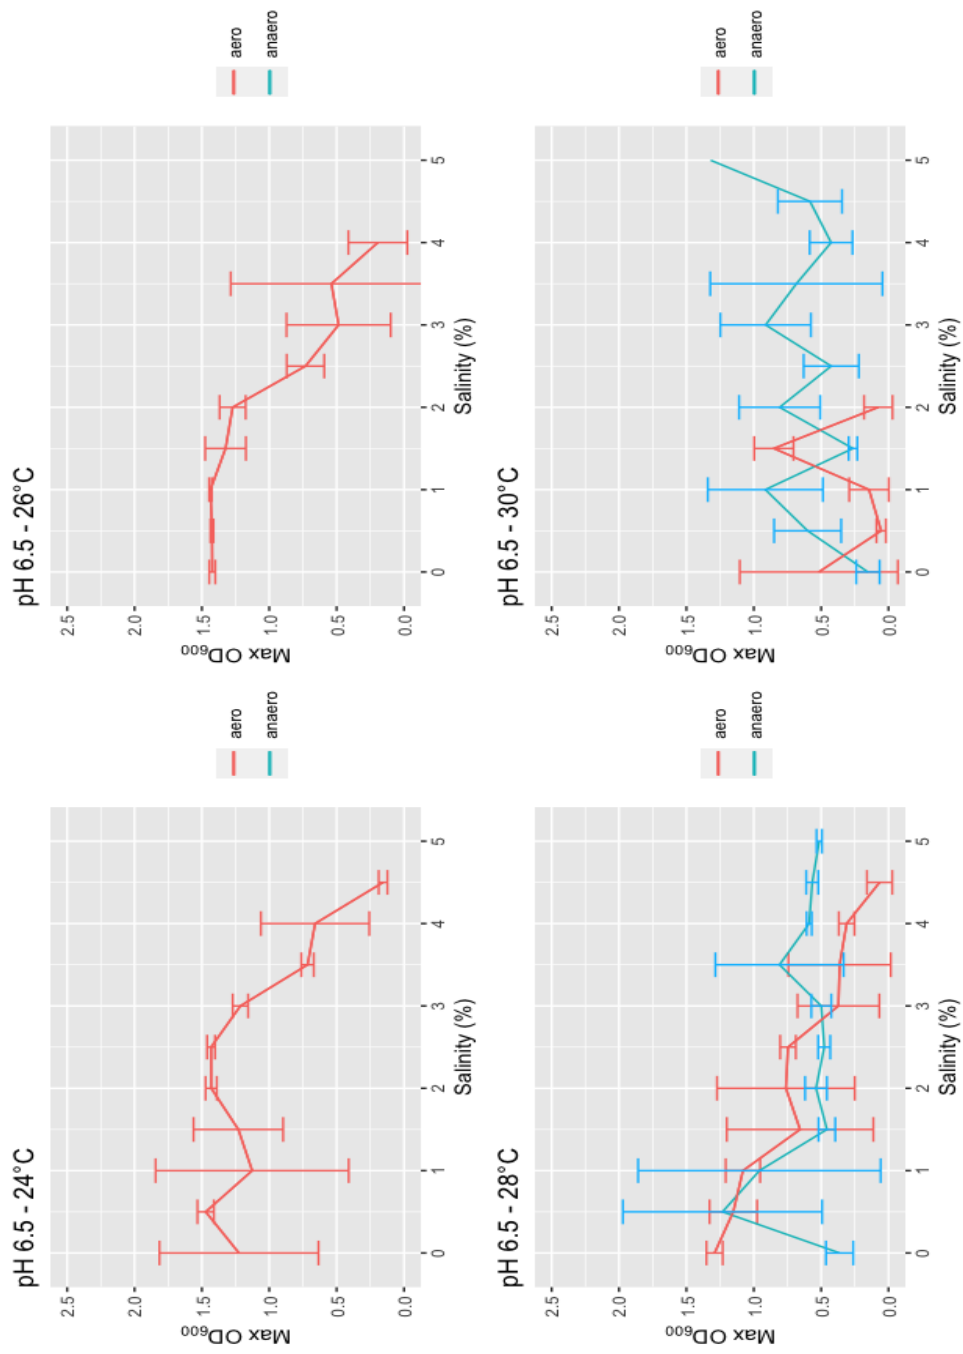 pH 6.5 - 24°C
2.5
2.0
1.5
1.0
0.5
0.0
Max OD600
0 1 2 3 4 5
Salinity (%)
aero
anaero
pH 6.5 - 26°C
2.5
2.0
1.5
1.0
0.5
0.0
Max OD600
0 1 2 3 4 5
Salinity (%)
aero
anaero
pH 6.5 - 28°C
2.5
2.0
1.5
1.0
0.5
0.0
Max OD600
0 1 2 3 4 5
Salinity (%)
aero
anaero
pH 6.5 - 30°C
2.5
2.0
1.5
1.0
0.5
0.0
Max OD600
0 1 2 3 4 5
Salinity (%)
aero
anaero